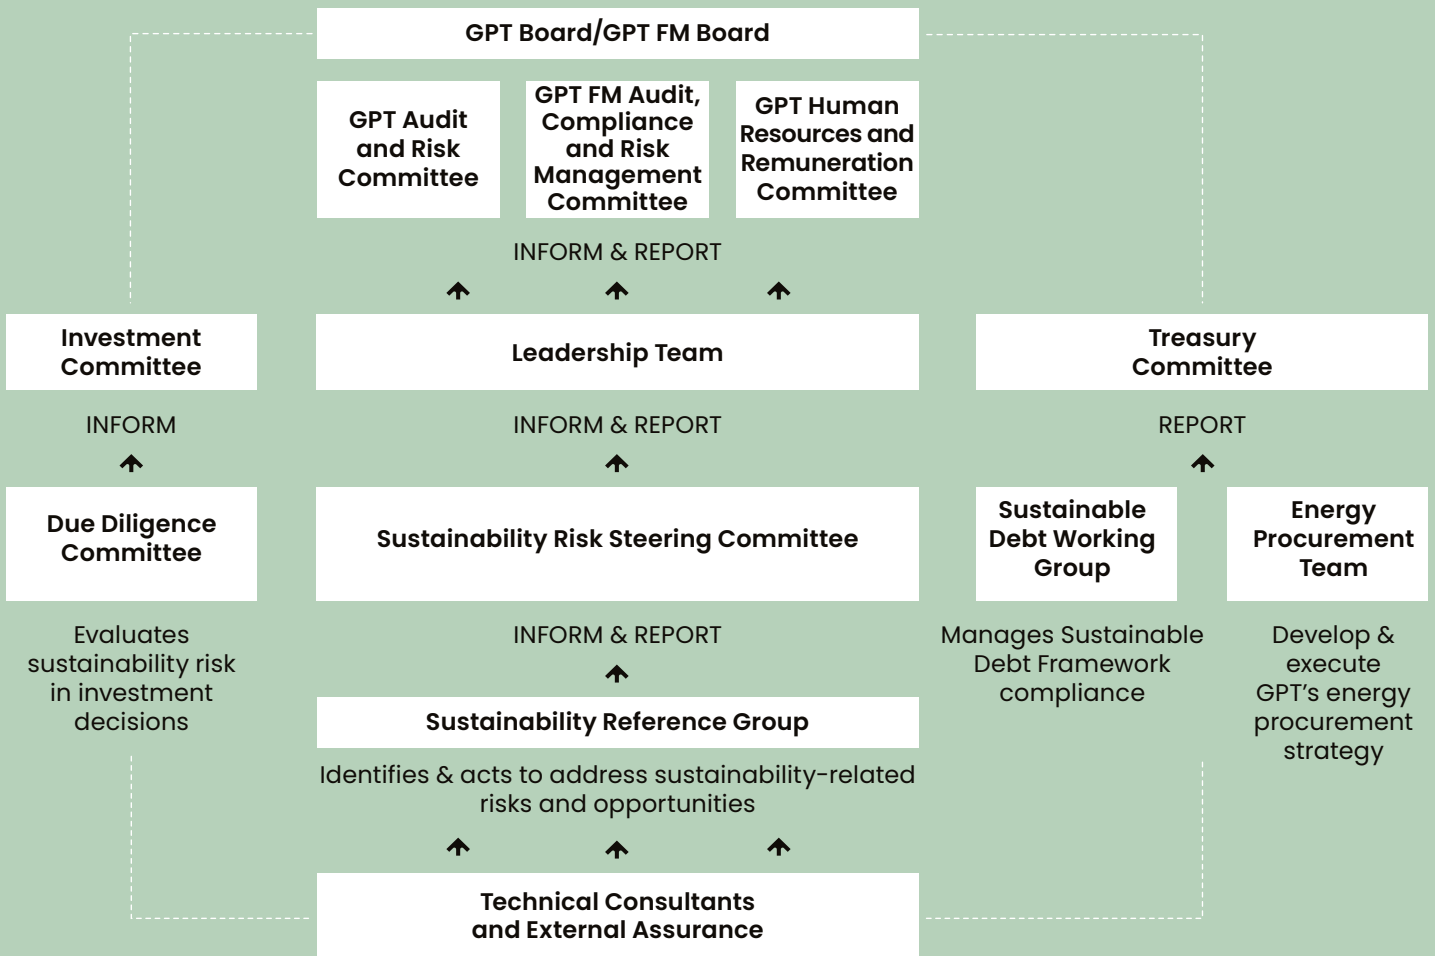 GPT Board/GPT FM Board
GPT Audit
and Risk
Committee
GPT FM Audit,
Compliance
and Risk
Management
Committee
GPT Human
Resources and
Remuneration
Committee
INFORM & REPORT
Investment
Committee
Leadership Team
Treasury
Committee
INFORM
INFORM & REPORT
REPORT
Due Diligence
Committee
Sustainability Risk Steering Committee
Sustainable
Debt Working
Group
Energy
Procurement
Team
Evaluates
sustainability risk
in investment
decisions
INFORM & REPORT
Manages Sustainable
Debt Framework
compliance
Develop &
execute
GPT’s energy
procurement
strategy
Sustainability Reference Group
Identifies & acts to address sustainability-related
risks and opportunities
Technical Consultants
and External Assurance